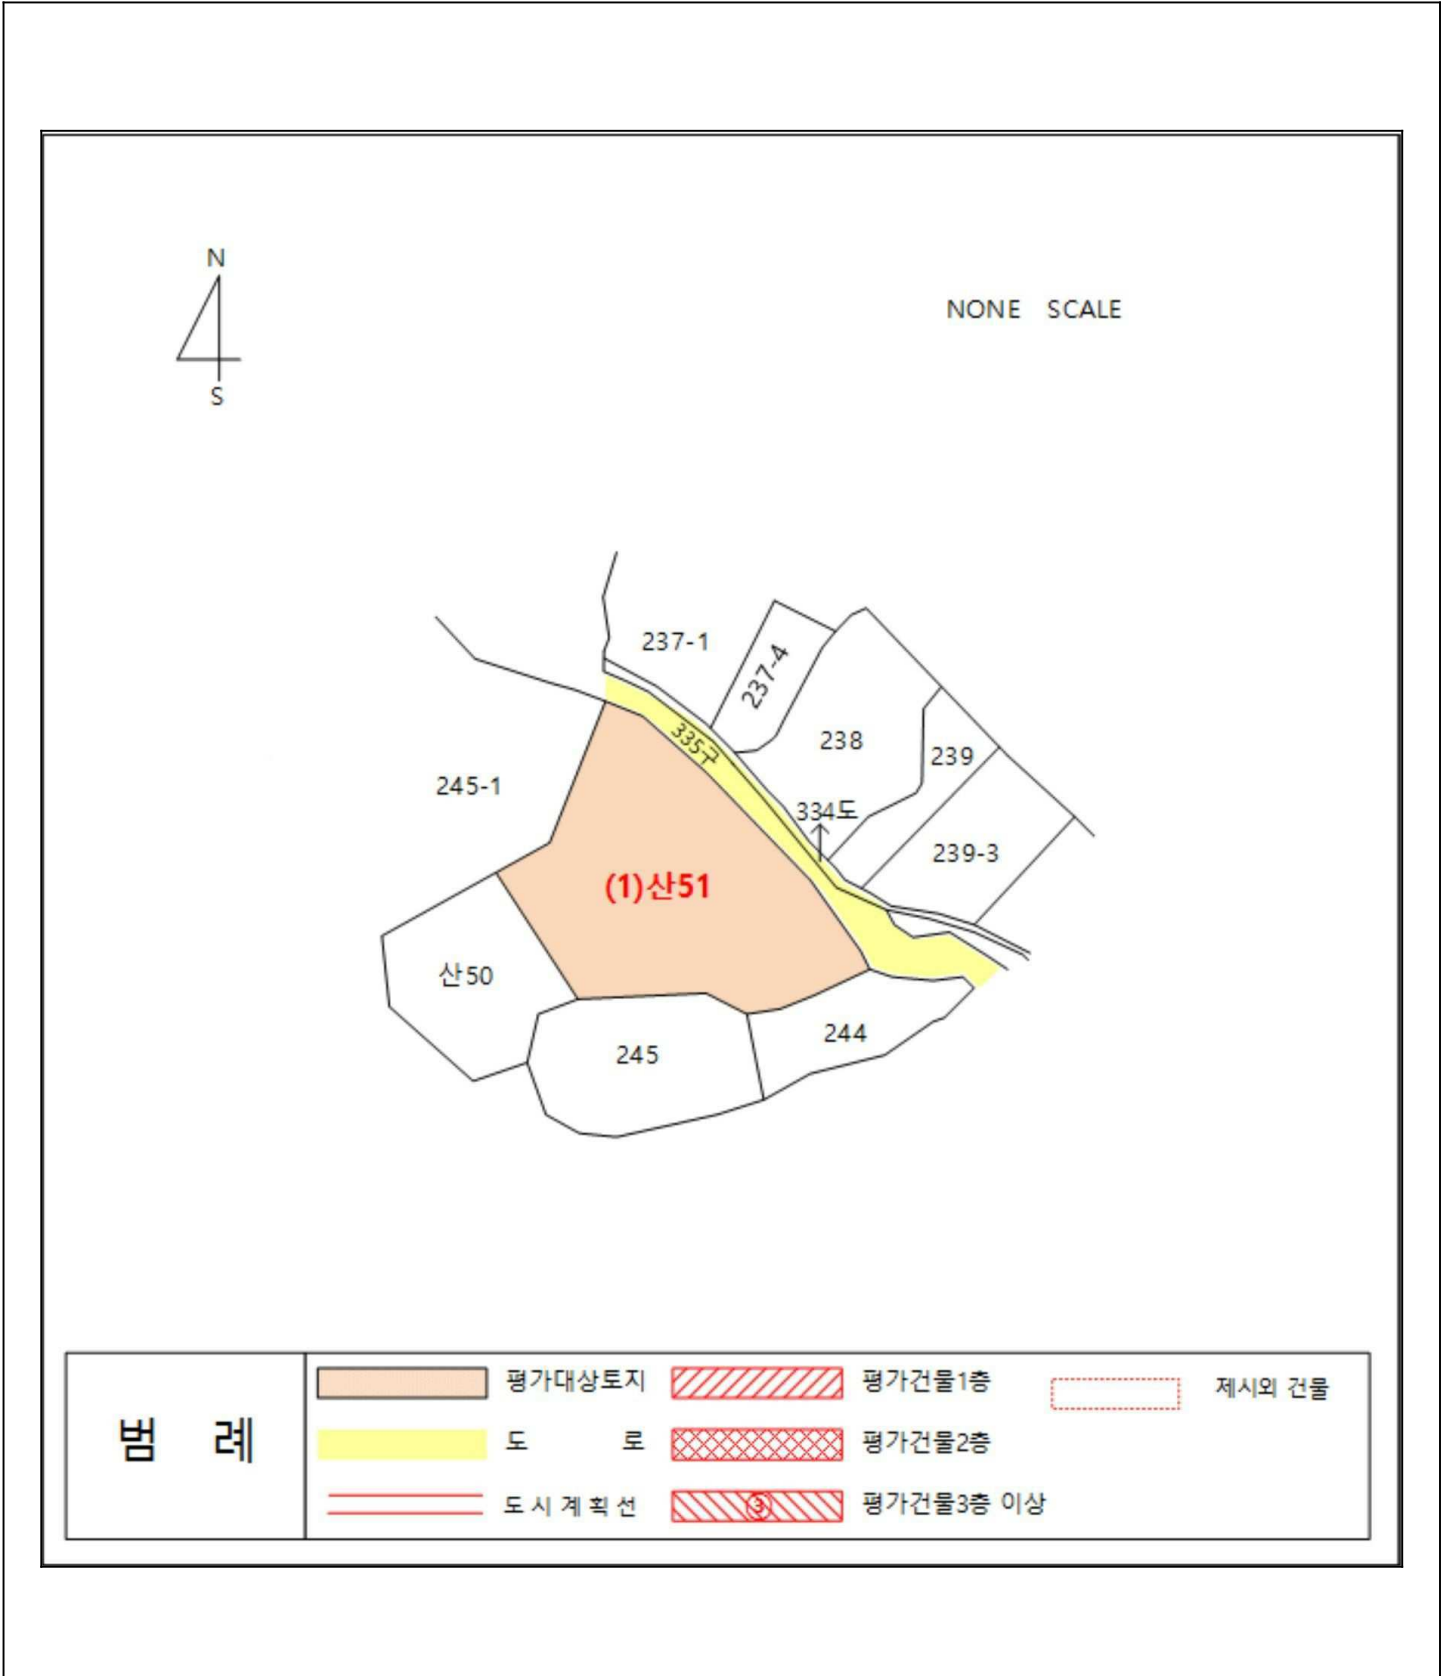 N
NONE SCALE
S
237-1
237-4
335구
238
239
245-1
334도
239-3
(1)산51
산50
244
245
범 례
평가대상토지
평가건물1층
제시외 건물
도 로
평가건물2층
도시계획선
③
평가건물3층 이상